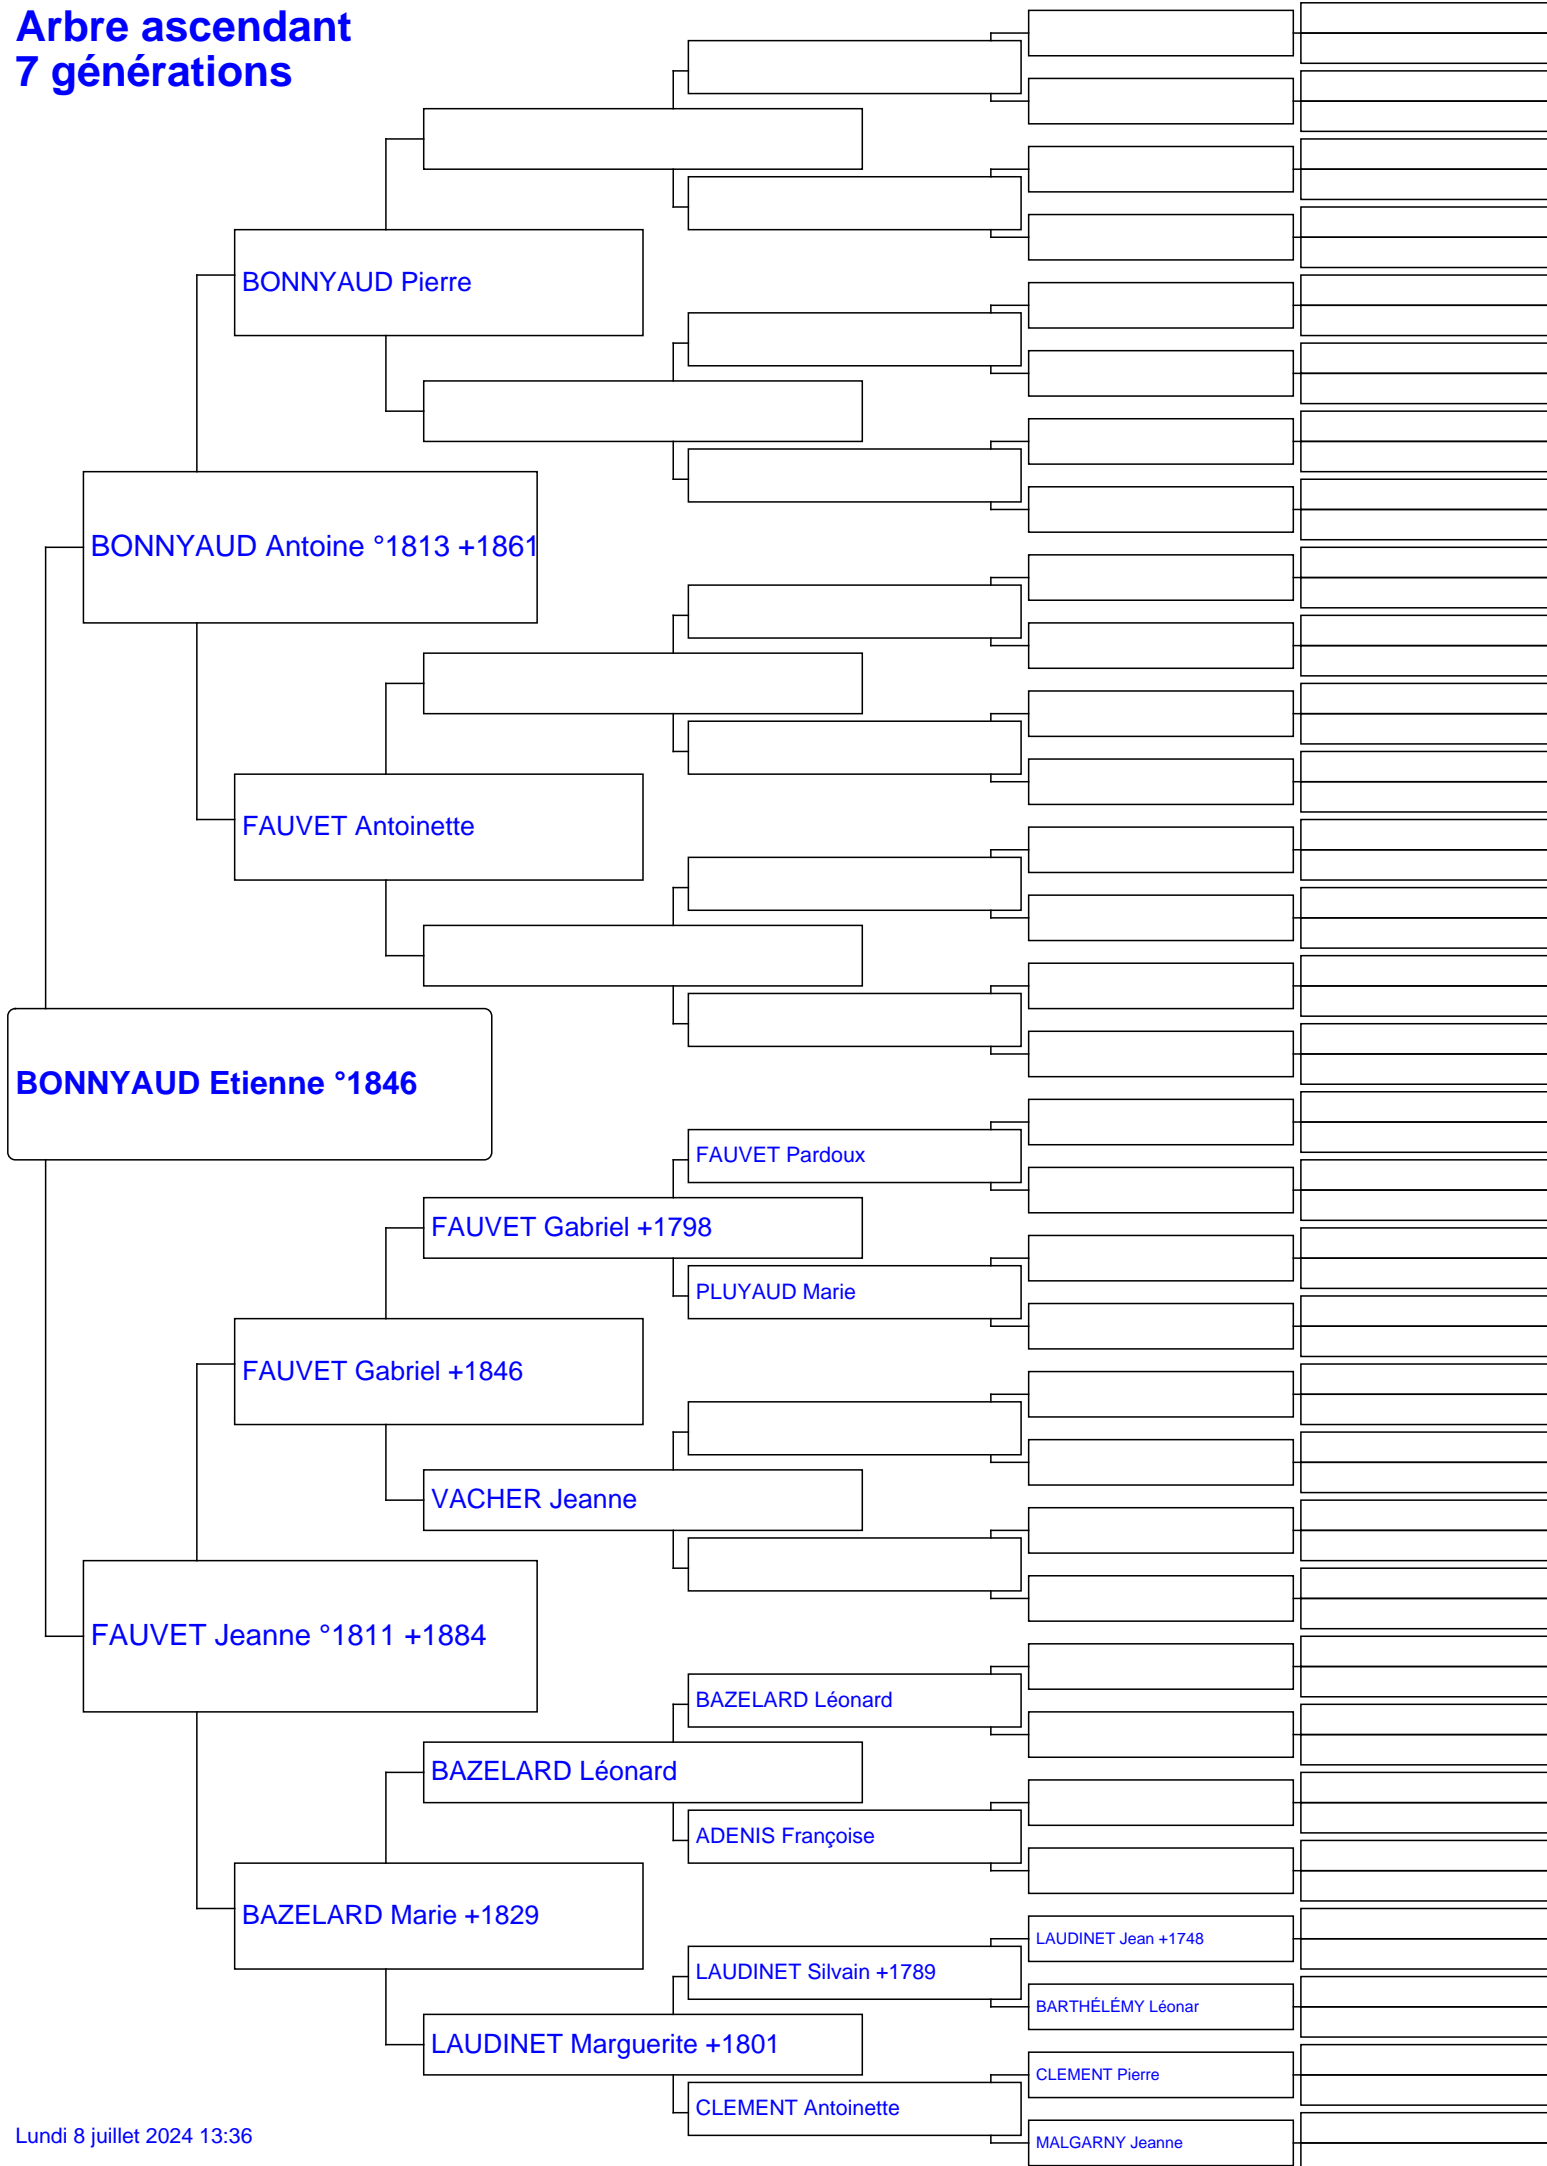 Arbre ascendant
7 générations
BONNYAUD Pierre
BONNYAUD Antoine °1813 +1861
FAUVET Antoinette
BONNYAUD Etienne °1846
FAUVET Pardoux
FAUVET Gabriel +1798
PLUYAUD Marie
FAUVET Gabriel +1846
VACHER Jeanne
FAUVET Jeanne °1811 +1884
BAZELARD Léonard
BAZELARD Léonard
ADENIS Françoise
BAZELARD Marie +1829
LAUDINET Jean +1748
LAUDINET Silvain +1789
BARTHÉLÉMY Léonar
LAUDINET Marguerite +1801
CLEMENT Pierre
CLEMENT Antoinette
MALGARNY Jeanne
Lundi 8 juillet 2024 13:36